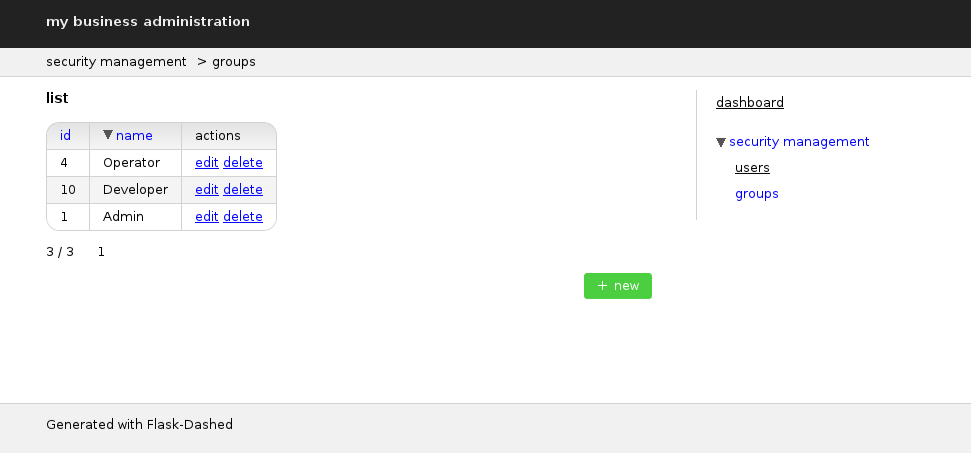 my business administration
security management > groups
list
id ▼ name actions
4 Operator edit delete
10 Developer edit delete
1 Admin edit delete
3 / 3 1
+ new
dashboard
▼ security management
users
groups
Generated with Flask-Dashed